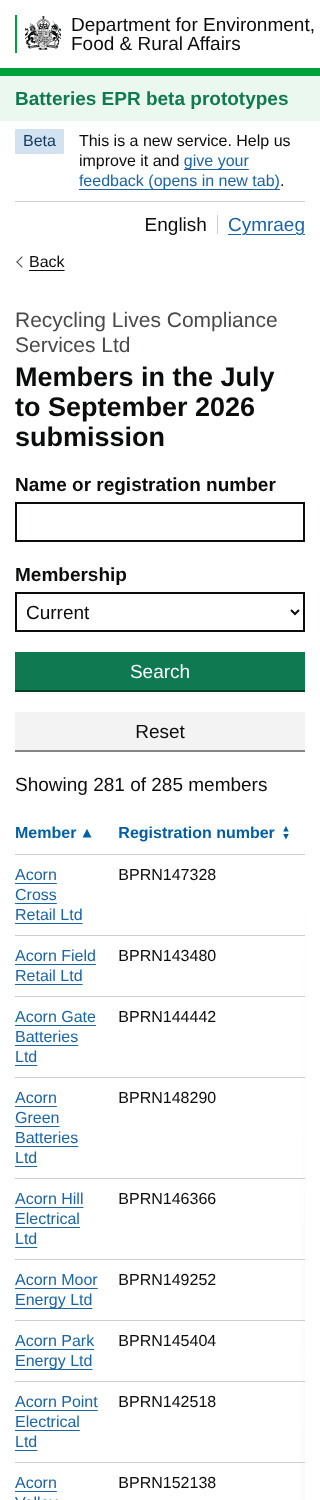 Department for Environment,
Food & Rural Affairs
Batteries EPR beta prototypes
Beta
This is a new service. Help us
improve it and give your
feedback (opens in new tab).
English
Cymraeg
Back
Recycling Lives Compliance
Services Ltd
Members in the July
to September 2026
submission
Name or registration number
Membership
Current
Search
Reset
Showing 281 of 285 members
Member ▲ Registration number
Acorn
Cross
Retail Ltd
BPRN147328
Acorn Field
Retail Ltd
BPRN143480
Acorn Gate
Batteries
Ltd
BPRN144442
Acorn
Green
Batteries
Ltd
BPRN148290
Acorn Hill
Electrical
Ltd
BPRN146366
Acorn Moor
Energy Ltd
BPRN149252
Acorn Park
Energy Ltd
BPRN145404
Acorn Point
Electrical
Ltd
BPRN142518
Acorn
BPRN152138